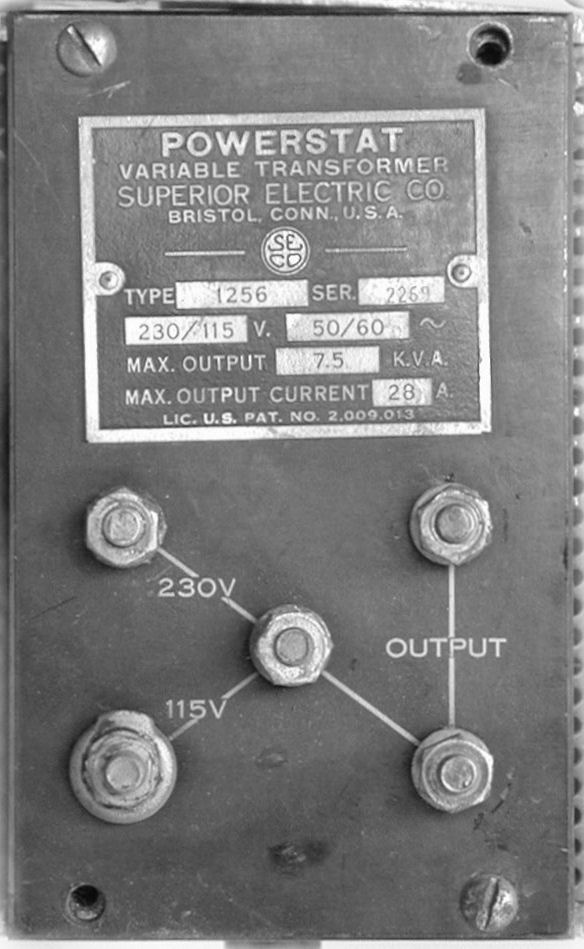 POWERSTAT
VARIABLE TRANSFORMER
SUPERIOR ELECTRIC CO.
BRISTOL, CONN., U.S.A.
SE
CO
TYPE 1256 SER. 2269
230/115 V. 50/60 ~
MAX. OUTPUT 7.5 K.V.A.
MAX. OUTPUT CURRENT 28 A.
LIC. U.S. PAT. NO. 2,009,013
230V
OUTPUT
115V